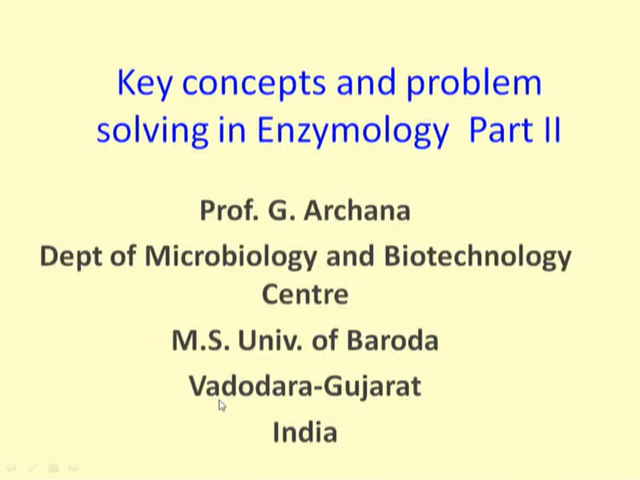 Key concepts and problem
solving in Enzymology Part II
Prof. G. Archana
Dept of Microbiology and Biotechnology
Centre
M.S. Univ. of Baroda
Vadodara-Gujarat
India